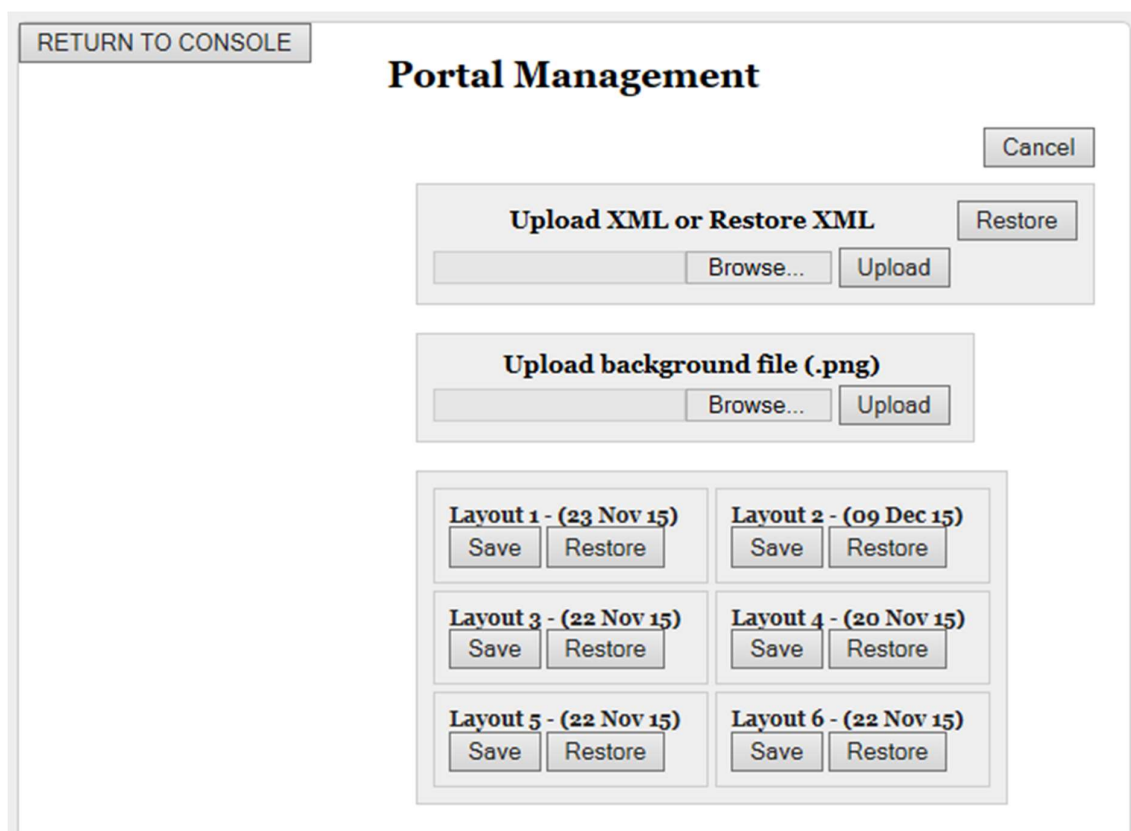 RETURN TO CONSOLE
Portal Management
Cancel
Upload XML or Restore XML Restore
Browse... Upload
Upload background file (.png)
Browse... Upload
Layout 1 - (23 Nov 15) Layout 2 - (09 Dec 15)
Save Restore Save Restore
Layout 3 - (22 Nov 15) Layout 4 - (20 Nov 15)
Save Restore Save Restore
Layout 5 - (22 Nov 15) Layout 6 - (22 Nov 15)
Save Restore Save Restore